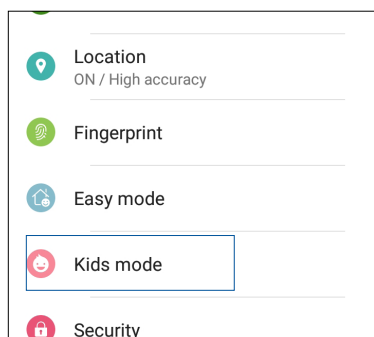 Location
ON / High accuracy
Fingerprint
Easy mode
Kids mode
Security